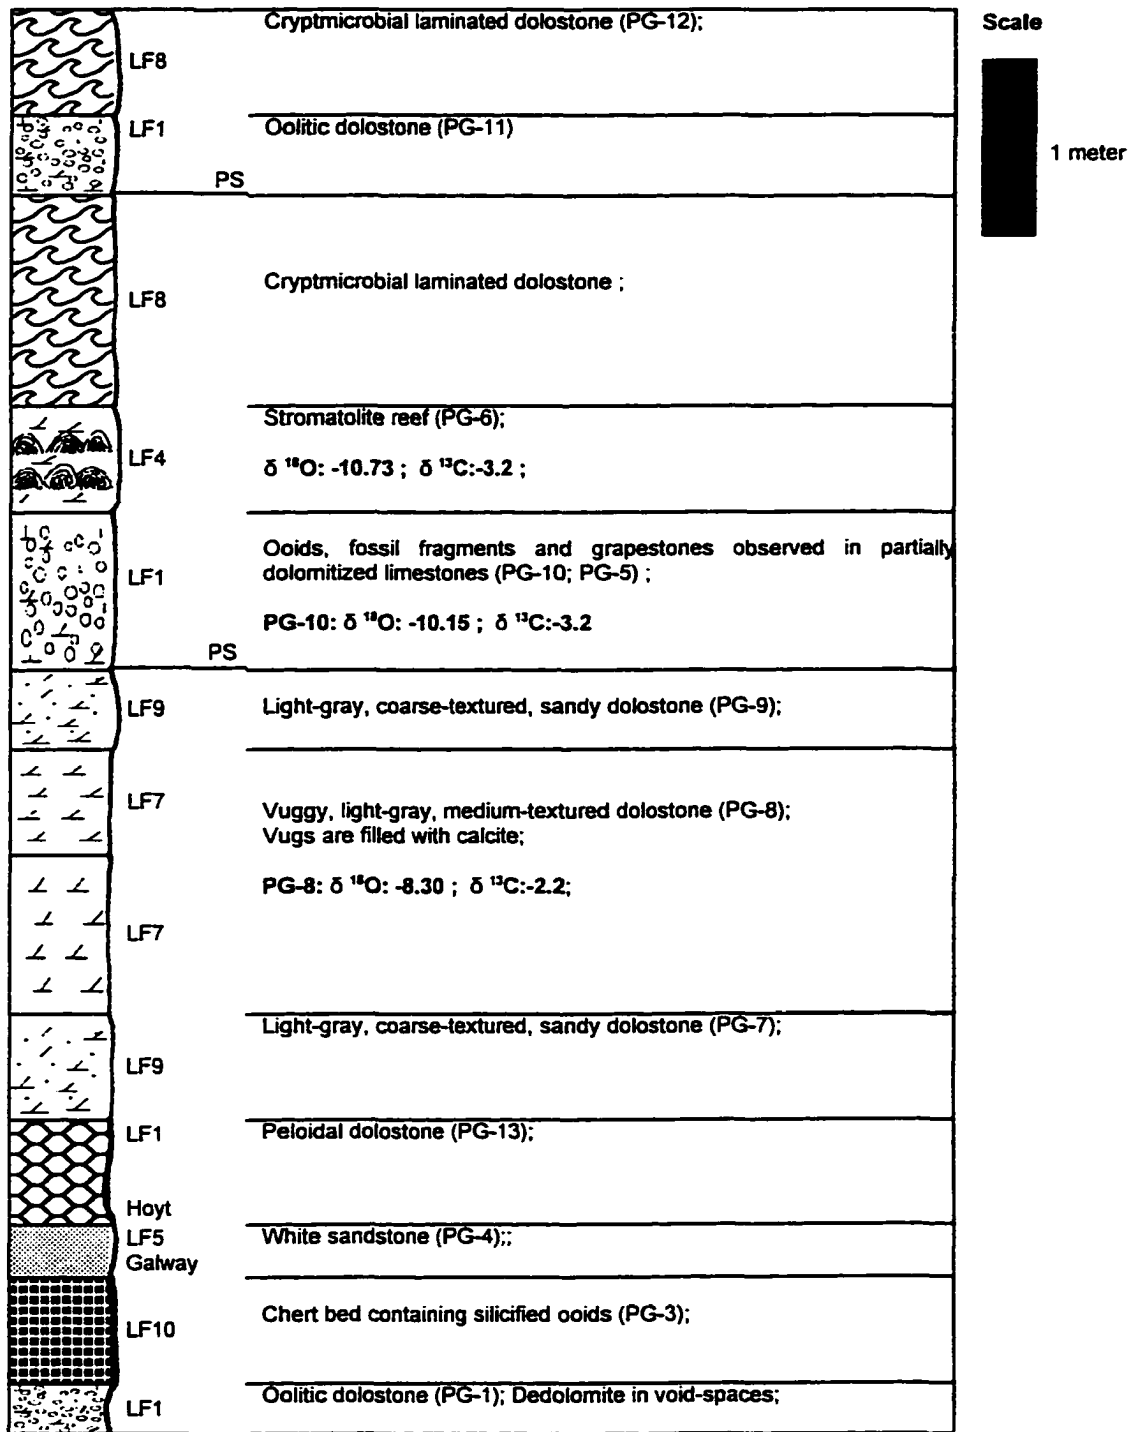 Cryptmicrobial laminated dolostone (PG-12);
Scale
LF8
1 meter
LF1
Oolitic dolostone (PG-11)
PS
Cryptmicrobial laminated dolostone ;
LF8
Stromatolite reef (PG-6);
LF4
δ ¹⁸O: -10.73 ; δ ¹³C:-3.2 ;
Ooids, fossil fragments and grapestones observed in partially
dolomitized limestones (PG-10; PG-5) ;
LF1
PG-10: δ ¹⁸O: -10.15 ; δ ¹³C:-3.2
PS
LF9
Light-gray, coarse-textured, sandy dolostone (PG-9);
LF7
Vuggy, light-gray, medium-textured dolostone (PG-8);
Vugs are filled with calcite;
PG-8: δ ¹⁸O: -8.30 ; δ ¹³C:-2.2;
LF7
Light-gray, coarse-textured, sandy dolostone (PG-7);
LF9
LF1
Peloidal dolostone (PG-13);
Hoyt
LF5
White sandstone (PG-4);;
Galway
Chert bed containing silicified ooids (PG-3);
LF10
Oolitic dolostone (PG-1); Dedolomite in void-spaces;
LF1